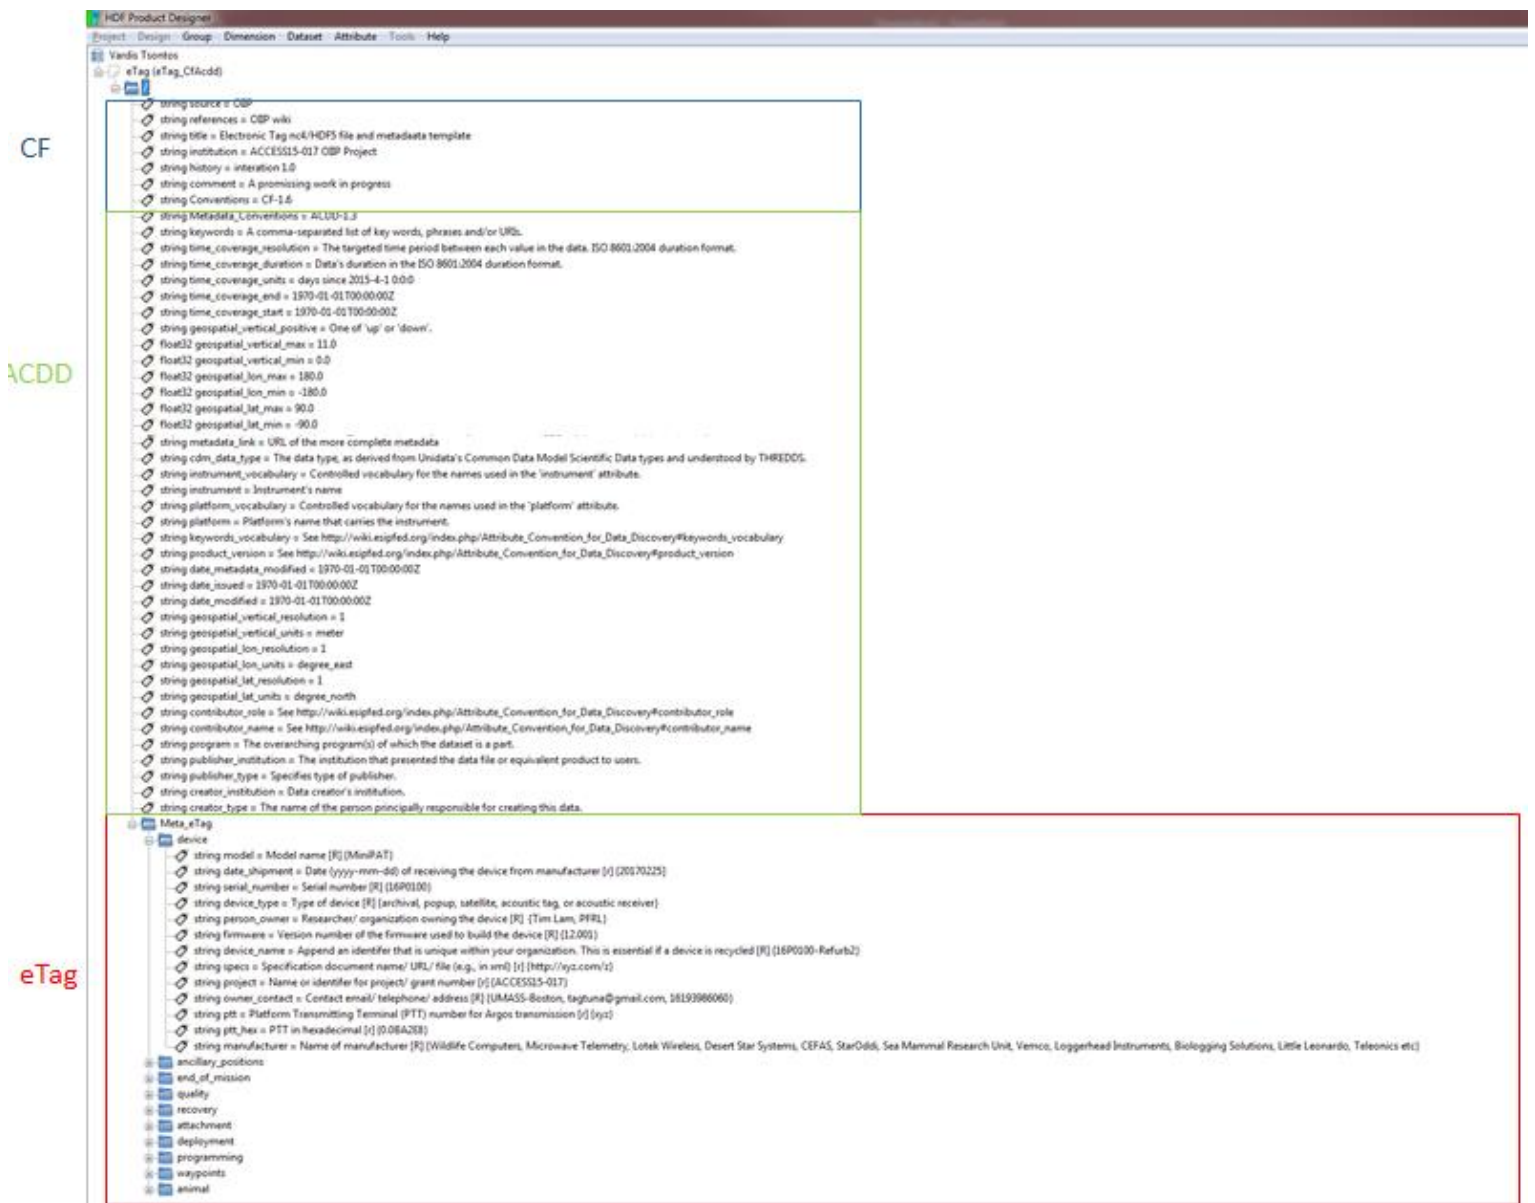 HDF Product Designer
Project Design Group Dimension Dataset Attribute Tools Help
Vardis Tsontos
eTag (eTag_CfAcdd)
/
CF
string source = OBP
string references = OBP wiki
string title = Electronic Tag nc4/HDF5 file and metadaata template
string institution = ACCESS15-017 OBP Project
string history = interation 1.0
string comment = A promissing work in progress
string Conventions = CF-1.6
ACDD
string Metadata_Conventions = ACDD-1.3
string keywords = A comma-separated list of key words, phrases and/or URIs.
string time_coverage_resolution = The targeted time period between each value in the data. ISO 8601:2004 duration format.
string time_coverage_duration = Data's duration in the ISO 8601:2004 duration format.
string time_coverage_units = days since 2015-4-1 0:0:0
string time_coverage_end = 1970-01-01T00:00:00Z
string time_coverage_start = 1970-01-01T00:00:00Z
string geospatial_vertical_positive = One of 'up' or 'down'.
float32 geospatial_vertical_max = 11.0
float32 geospatial_vertical_min = 0.0
float32 geospatial_lon_max = 180.0
float32 geospatial_lon_min = -180.0
float32 geospatial_lat_max = 90.0
float32 geospatial_lat_min = -90.0
string metadata_link = URL of the more complete metadata
string cdm_data_type = The data type, as derived from Unidata's Common Data Model Scientific Data types and understood by THREDDS.
string instrument_vocabulary = Controlled vocabulary for the names used in the 'instrument' attribute.
string instrument = Instrument's name
string platform_vocabulary = Controlled vocabulary for the names used in the 'platform' attribute.
string platform = Platform's name that carries the instrument.
string keywords_vocabulary = See http://wiki.esipfed.org/index.php/Attribute_Convention_for_Data_Discovery#keywords_vocabulary
string product_version = See http://wiki.esipfed.org/index.php/Attribute_Convention_for_Data_Discovery#product_version
string date_metadata_modified = 1970-01-01T00:00:00Z
string date_issued = 1970-01-01T00:00:00Z
string date_modified = 1970-01-01T00:00:00Z
string geospatial_vertical_resolution = 1
string geospatial_vertical_units = meter
string geospatial_lon_resolution = 1
string geospatial_lon_units = degree_east
string geospatial_lat_resolution = 1
string geospatial_lat_units = degree_north
string contributor_role = See http://wiki.esipfed.org/index.php/Attribute_Convention_for_Data_Discovery#contributor_role
string contributor_name = See http://wiki.esipfed.org/index.php/Attribute_Convention_for_Data_Discovery#contributor_name
string program = The overarching program(s) of which the dataset is a part.
string publisher_institution = The institution that presented the data file or equivalent product to users.
string publisher_type = Specifies type of publisher.
string creator_institution = Data creator's institution.
string creator_type = The name of the person principally responsible for creating this data.
eTag
Meta_eTag
device
string model = Model name [R] {MiniPAT}
string date_shipment = Date (yyyy-mm-dd) of receiving the device from manufacturer [r] {20170225}
string serial_number = Serial number [R] {16P0100}
string device_type = Type of device [R] {archival, popup, satellite, acoustic tag, or acoustic receiver}
string person_owner = Researcher/ organization owning the device [R] {Tim Lam, PFRL}
string firmware = Version number of the firmware used to build the device [R] {12.001}
string device_name = Append an identifer that is unique within your organization. This is essential if a device is recycled [R] {16P0100-Refurb2}
string specs = Specification document name/ URL/ file (e.g., in xml) [r] {http://xyz.com/z}
string project = Name or identifer for project/ grant number [r] {ACCESS15-017}
string owner_contact = Contact email/ telephone/ address [R] {UMASS-Boston, tagtuna@gmail.com, 16193986060}
string ptt = Platform Transmitting Terminal (PTT) number for Argos transmission [r] {xyz}
string ptt_hex = PTT in hexadecimal [r] {0.0BA2E8}
string manufacturer = Name of manufacturer [R] {Wildlife Computers, Microwave Telemetry, Lotek Wireless, Desert Star Systems, CEFAS, StarOddi, Sea Mammal Research Unit, Vemco, Loggerhead Instruments, Biologging Solutions, Little Leonardo, Teleonics etc}
ancillary_positions
end_of_mission
quality
recovery
attachment
deployment
programming
waypoints
animal